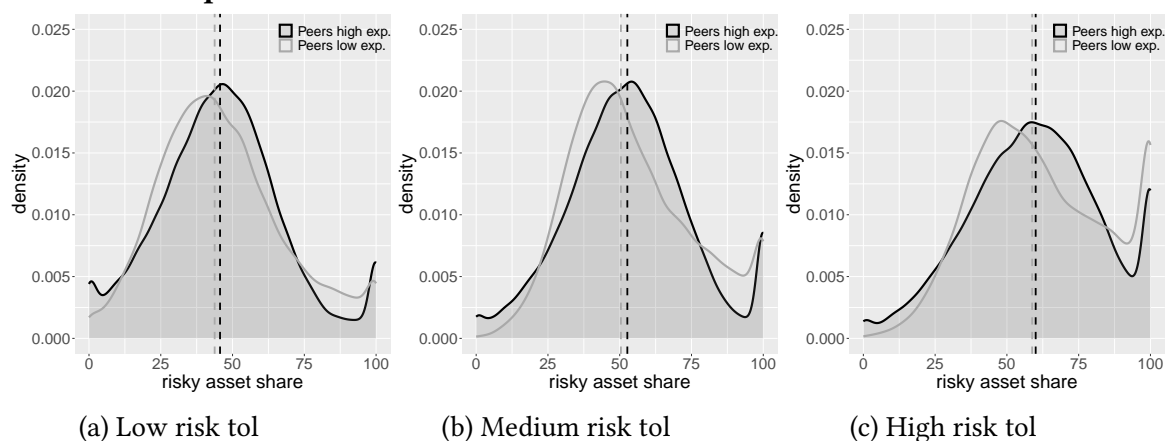 0.025
0.020
0.015
0.010
0.005
0.000
density
0 25 50 75 100
risky asset share
Peers high exp.
Peers low exp.
(a) Low risk tol
0.025
0.020
0.015
0.010
0.005
0.000
density
0 25 50 75 100
risky asset share
Peers high exp.
Peers low exp.
(b) Medium risk tol
0.025
0.020
0.015
0.010
0.005
0.000
density
0 25 50 75 100
risky asset share
Peers high exp.
Peers low exp.
(c) High risk tol